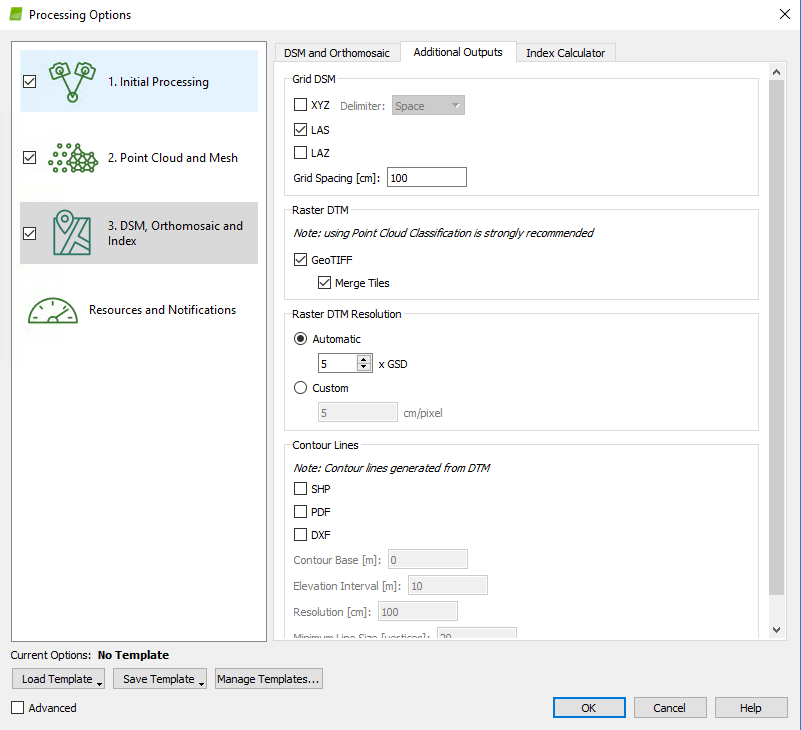 Processing Options
1. Initial Processing
2. Point Cloud and Mesh
3. DSM, Orthomosaic and
Index
Resources and Notifications
DSM and Orthomosaic
Additional Outputs
Index Calculator
Grid DSM
XYZ Delimiter: Space
LAS
LAZ
Grid Spacing [cm]: 100
Raster DTM
Note: using Point Cloud Classification is strongly recommended
GeoTIFF
Merge Tiles
Raster DTM Resolution
Automatic
5 x GSD
Custom
5 cm/pixel
Contour Lines
Note: Contour lines generated from DTM
SHP
PDF
DXF
Contour Base [m]: 0
Elevation Interval [m]: 10
Resolution [cm]: 100
Minimum Line Size [vertices]: 20
Current Options: No Template
Load Template
Save Template
Manage Templates...
Advanced
OK
Cancel
Help